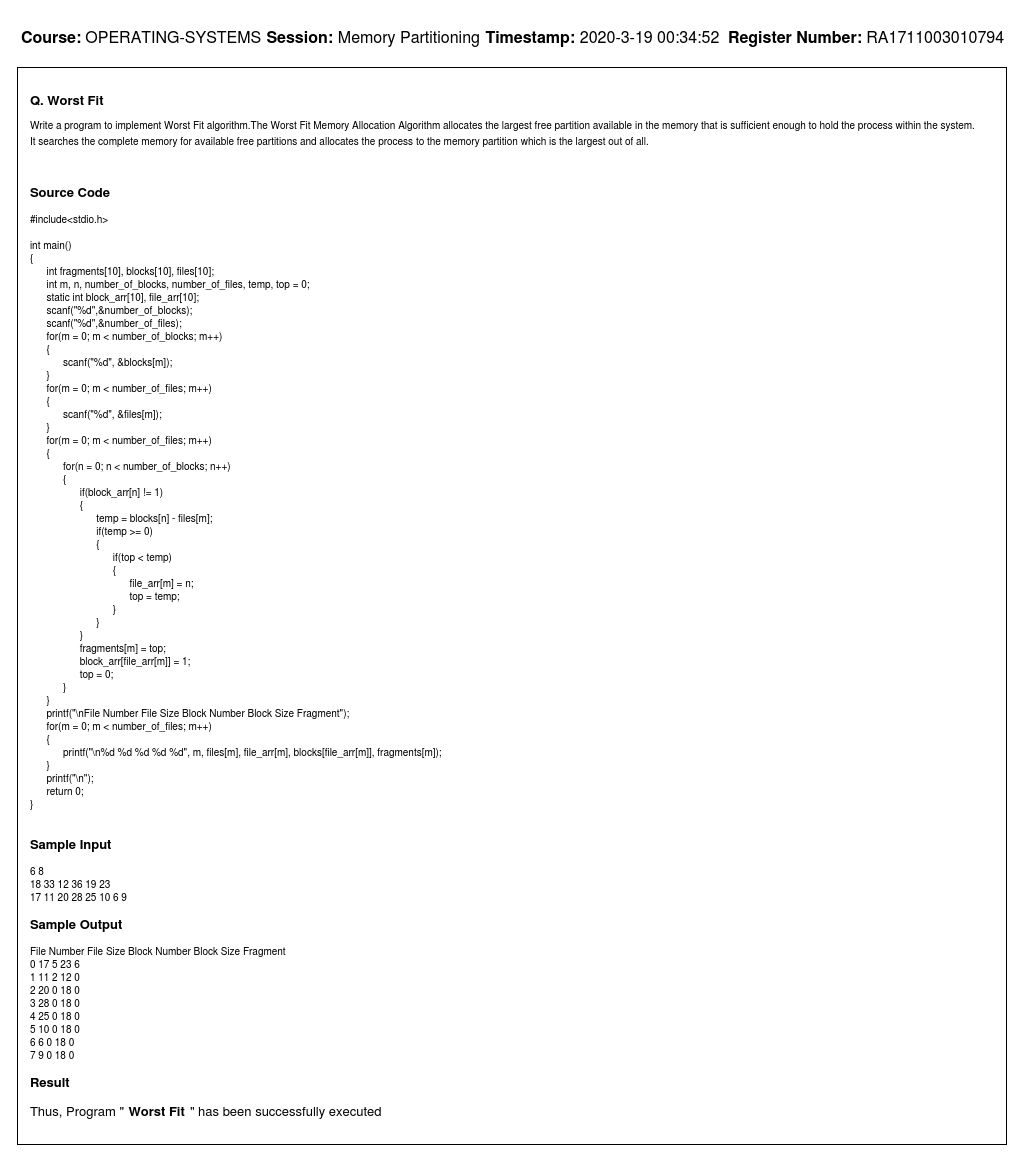 Course: OPERATING-SYSTEMS Session: Memory Partitioning Timestamp: 2020-3-19 00:34:52 Register Number: RA1711003010794
Q. Worst Fit
Write a program to implement Worst Fit algorithm.The Worst Fit Memory Allocation Algorithm allocates the largest free partition available in the memory that is sufficient enough to hold the process within the system.
It searches the complete memory for available free partitions and allocates the process to the memory partition which is the largest out of all.
Source Code
#include<stdio.h>
int main()
{
int fragments[10], blocks[10], files[10];
int m, n, number_of_blocks, number_of_files, temp, top = 0;
static int block_arr[10], file_arr[10];
scanf("%d",&number_of_blocks);
scanf("%d",&number_of_files);
for(m = 0; m < number_of_blocks; m++)
{
scanf("%d", &blocks[m]);
}
for(m = 0; m < number_of_files; m++)
{
scanf("%d", &files[m]);
}
for(m = 0; m < number_of_files; m++)
{
for(n = 0; n < number_of_blocks; n++)
{
if(block_arr[n] != 1)
{
temp = blocks[n] - files[m];
if(temp >= 0)
{
if(top < temp)
{
file_arr[m] = n;
top = temp;
}
}
}
fragments[m] = top;
block_arr[file_arr[m]] = 1;
top = 0;
}
}
printf("\nFile Number File Size Block Number Block Size Fragment");
for(m = 0; m < number_of_files; m++)
{
printf("\n%d %d %d %d %d", m, files[m], file_arr[m], blocks[file_arr[m]], fragments[m]);
}
printf("\n");
return 0;
}
Sample Input
6 8
18 33 12 36 19 23
17 11 20 28 25 10 6 9
Sample Output
File Number File Size Block Number Block Size Fragment
0 17 5 23 6
1 11 2 12 0
2 20 0 18 0
3 28 0 18 0
4 25 0 18 0
5 10 0 18 0
6 6 0 18 0
7 9 0 18 0
Result
Thus, Program " Worst Fit " has been successfully executed